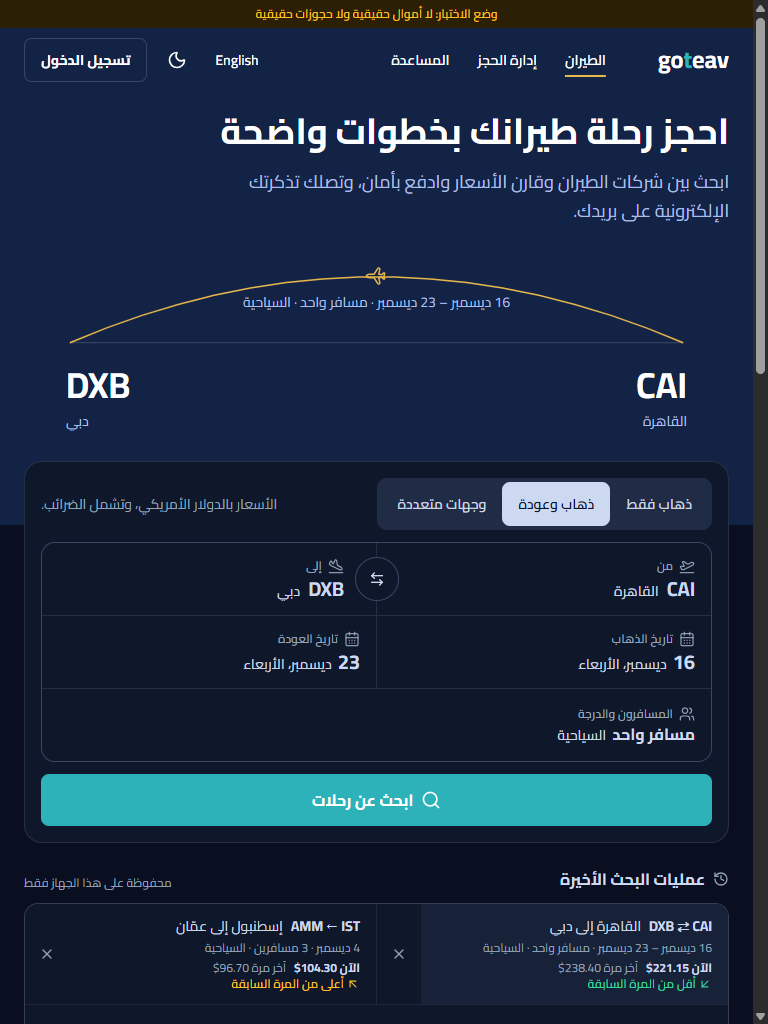 وضع الاختبار: لا أموال حقيقية ولا حجوزات حقيقية
goteav
الطيران
إدارة الحجز
المساعدة
English
تسجيل الدخول
احجز رحلة طيرانك بخطوات واضحة
ابحث بين شركات الطيران وقارن الأسعار وادفع بأمان، وتصلك تذكرتك
الإلكترونية على بريدك.
16 ديسمبر – 23 ديسمبر · مسافر واحد · السياحية
CAI
القاهرة
DXB
دبي
ذهاب فقط
ذهاب وعودة
وجهات متعددة
الأسعار بالدولار الأمريكي، وتشمل الضرائب.
من
CAI القاهرة
إلى
DXB دبي
تاريخ الذهاب
16 ديسمبر، الأربعاء
تاريخ العودة
23 ديسمبر، الأربعاء
المسافرون والدرجة
مسافر واحد السياحية
ابحث عن رحلات
عمليات البحث الأخيرة
محفوظة على هذا الجهاز فقط
CAI ⇄ DXB القاهرة إلى دبي
16 ديسمبر – 23 ديسمبر · مسافر واحد · السياحية
الآن $221.15 آخر مرة $238.40
↙ أقل من المرة السابقة
IST ← AMM إسطنبول إلى عمّان
4 ديسمبر · 3 مسافرين · السياحية
الآن $104.30 آخر مرة $96.70
↖ أعلى من المرة السابقة